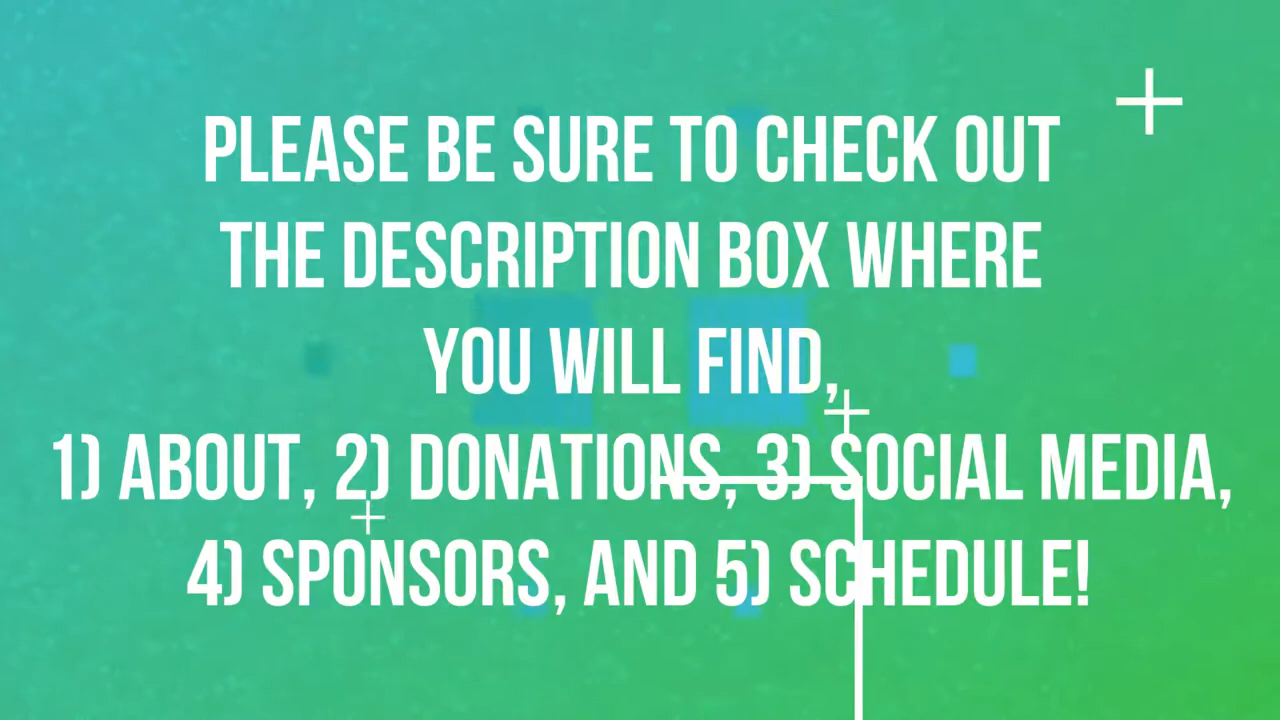 PLEASE BE SURE TO CHECK OUT
THE DESCRIPTION BOX WHERE
YOU WILL FIND,
1) ABOUT, 2) DONATIONS, 3) SOCIAL MEDIA,
4) SPONSORS, AND 5) SCHEDULE!